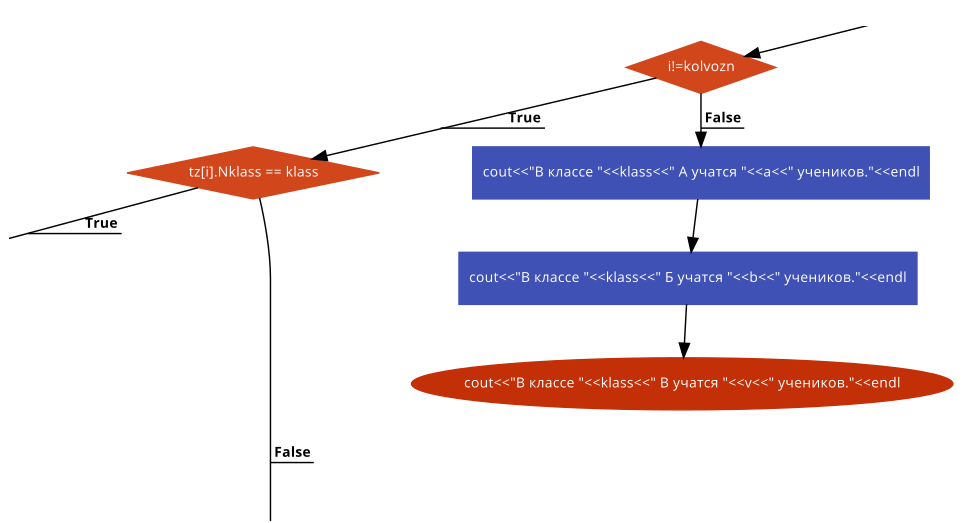 i!=kolvozn
True
False
tz[i].Nklass == klass
cout<<"В классе "<<klass<<" А учатся "<<a<<" учеников."<<endl
True
cout<<"В классе "<<klass<<" Б учатся "<<b<<" учеников."<<endl
cout<<"В классе "<<klass<<" В учатся "<<v<<" учеников."<<endl
False